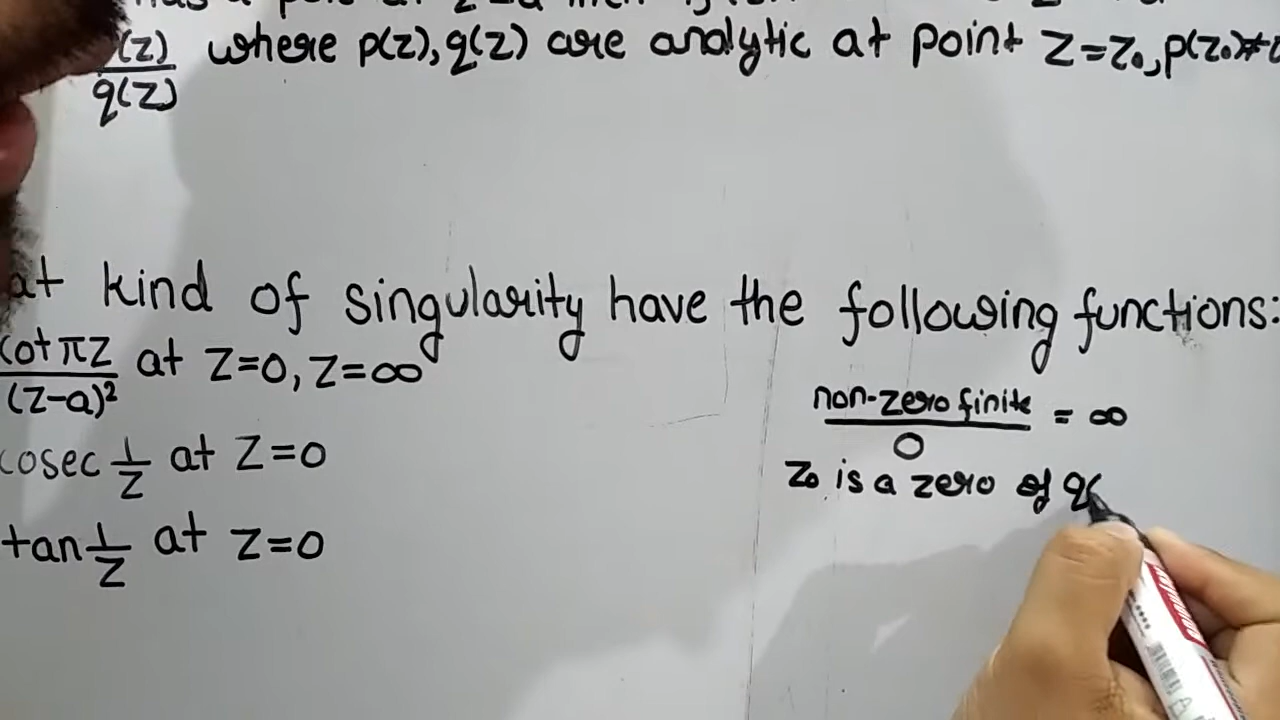 (z)/q(z) where p(z), q(z) are analytic at point z=z₀, p(z₀)≠0
at kind of singularity have the following functions:
cot πz/(z-a)² at z=0, z=∞
cosec 1/z at z=0
tan 1/z at z=0
non-zero finite/0 = ∞
z₀ is a zero of q(